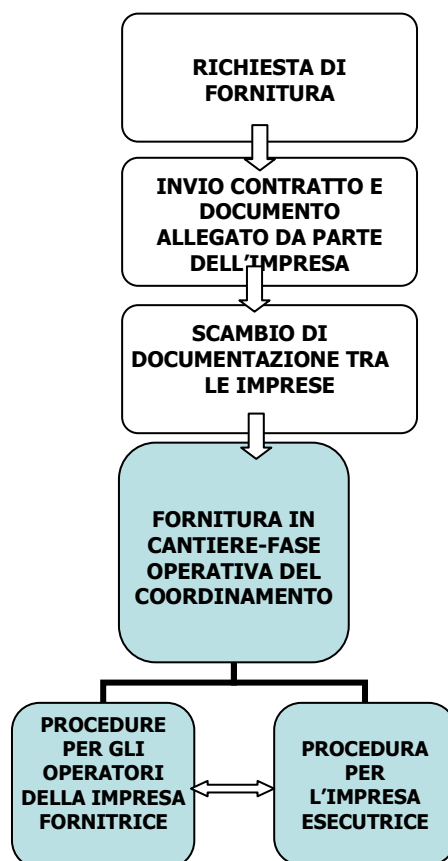 RICHIESTA DI
FORNITURA
INVIO CONTRATTO E
DOCUMENTO
ALLEGATO DA PARTE
DELL'IMPRESA
SCAMBIO DI
DOCUMENTAZIONE TRA
LE IMPRESE
FORNITURA IN
CANTIERE-FASE
OPERATIVA DEL
COORDINAMENTO
PROCEDURE
PER GLI
OPERATORI
DELLA IMPRESA
FORNITRICE
PROCEDURA
PER
L'IMPRESA
ESECUTRICE